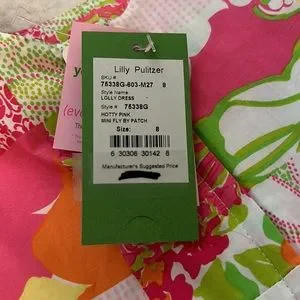 Lilly Pulitzer
SKU #
75338G-603-M27 8
Style Name
LOLLY DRESS
Style # 75338G
HOTTY PINK
MINI FLY BY PATCH
Size: 8
6 30306 30142 8
Manufacturer's Suggested Price